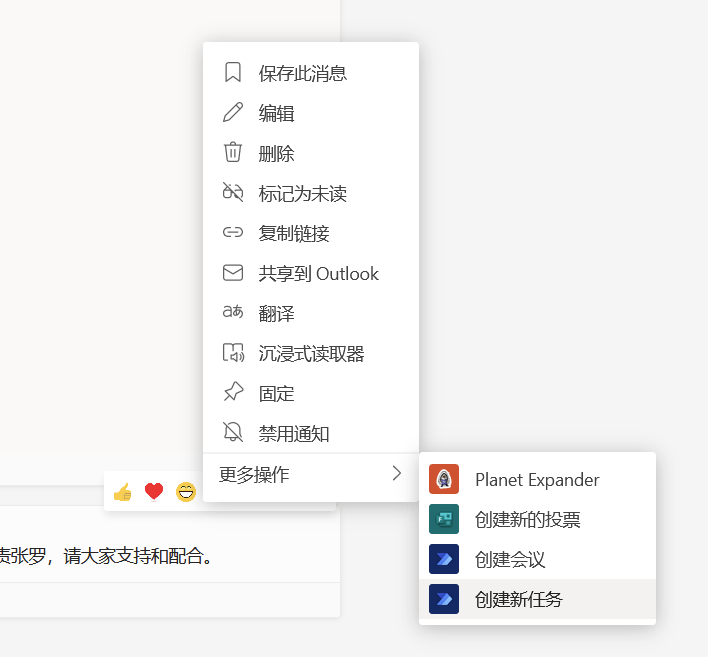 保存此消息
编辑
删除
标记为未读
复制链接
共享到 Outlook
aあ 翻译
沉浸式读取器
固定
禁用通知
更多操作
Planet Expander
创建新的投票
创建会议
创建新任务
责张罗，请大家支持和配合。